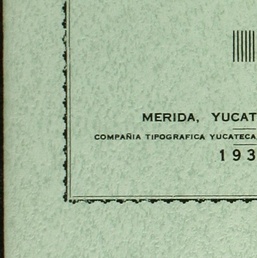 MERIDA, YUCAT
COMPAÑIA TIPOGRAFICA YUCATECA
193